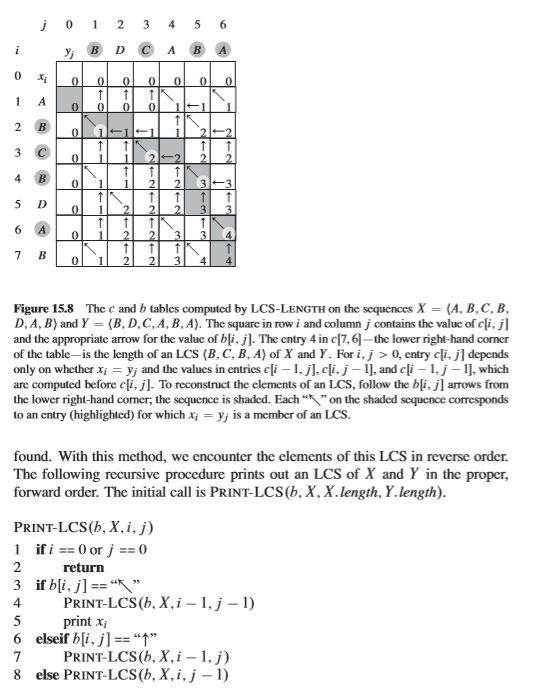 j 0 1 2 3 4 5 6
i y_j B D C A B A
0 x_i 0 0 0 0 0 0 0
1 A 0 ↑0 ↑0 ↑0 ↖1 ←1 ↖1
2 B 0 ↖1 ←1 ←1 ↑1 ↖2 ←2
3 C 0 ↑1 ↑1 ↖2 ←2 ↑2 ↑2
4 B 0 ↖1 ↑1 ↑2 ↑2 ↖3 ←3
5 D 0 ↑1 ↖2 ↑2 ↑2 ↑3 ↑3
6 A 0 ↑1 ↑2 ↑2 ↖3 ↑3 ↖4
7 B 0 ↖1 ↑2 ↑2 ↑3 ↖4 ↑4
Figure 15.8 The c and b tables computed by LCS-LENGTH on the sequences X = ⟨A, B, C, B,
D, A, B⟩ and Y = ⟨B, D, C, A, B, A⟩. The square in row i and column j contains the value of c[i, j]
and the appropriate arrow for the value of b[i, j]. The entry 4 in c[7, 6]—the lower right-hand corner
of the table—is the length of an LCS ⟨B, C, B, A⟩ of X and Y. For i, j > 0, entry c[i, j] depends
only on whether x_i = y_j and the values in entries c[i − 1, j], c[i, j − 1], and c[i − 1, j − 1], which
are computed before c[i, j]. To reconstruct the elements of an LCS, follow the b[i, j] arrows from
the lower right-hand corner; the sequence is shaded. Each “↖” on the shaded sequence corresponds
to an entry (highlighted) for which x_i = y_j is a member of an LCS.
found. With this method, we encounter the elements of this LCS in reverse order.
The following recursive procedure prints out an LCS of X and Y in the proper,
forward order. The initial call is PRINT-LCS(b, X, X.length, Y.length).
PRINT-LCS(b, X, i, j)
1 if i == 0 or j == 0
2 return
3 if b[i, j] == “↖”
4 PRINT-LCS(b, X, i − 1, j − 1)
5 print x_i
6 elseif b[i, j] == “↑”
7 PRINT-LCS(b, X, i − 1, j)
8 else PRINT-LCS(b, X, i, j − 1)